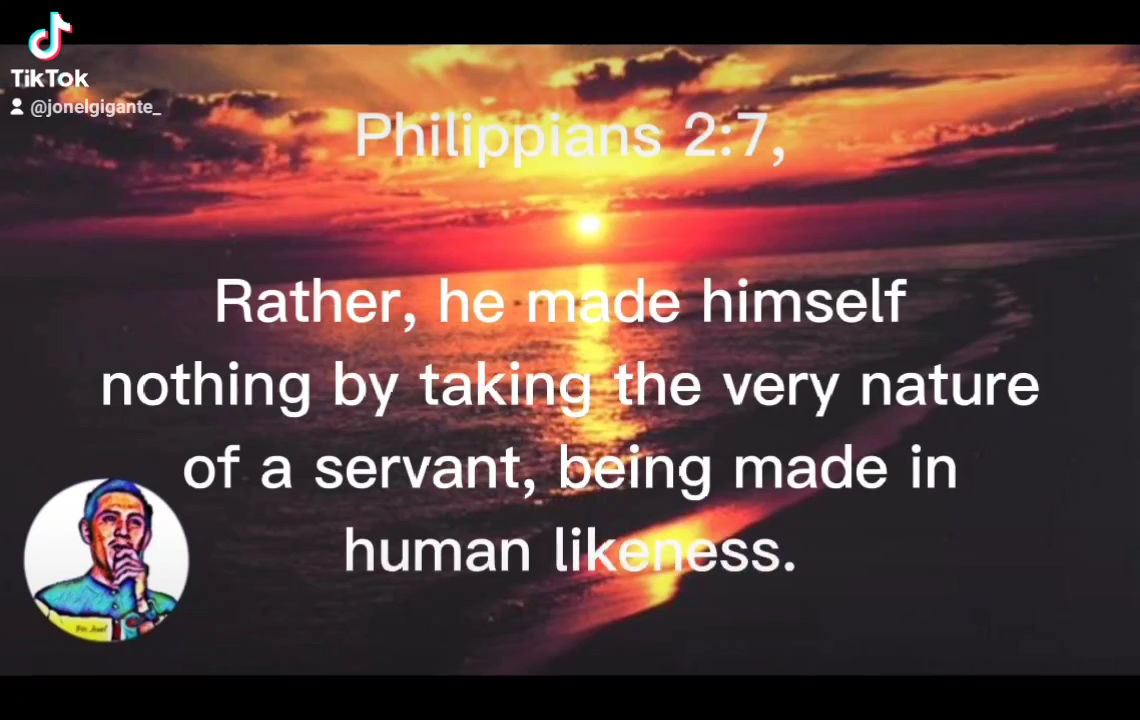 TikTok
@jonelgigante_
Philippians 2:7,
Rather, he made himself
nothing by taking the very nature
of a servant, being made in
human likeness.